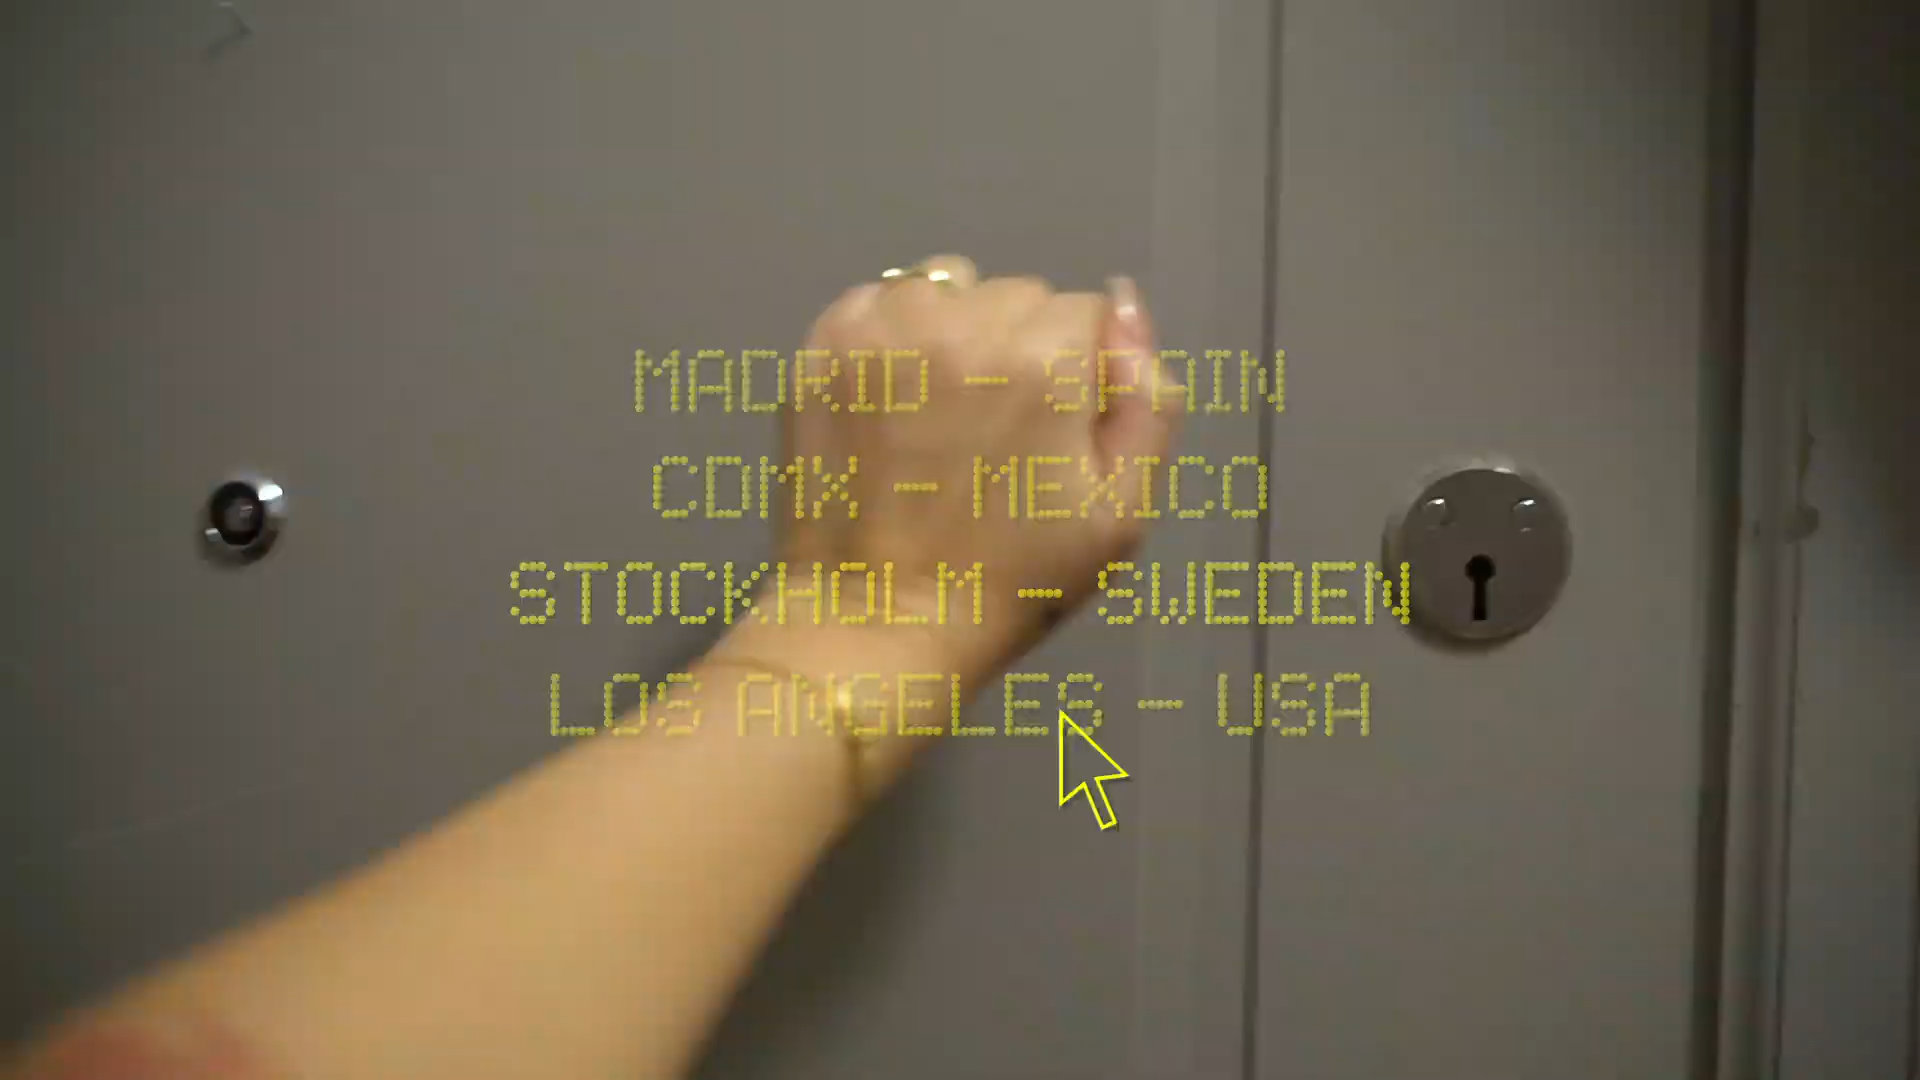 MADRID - SPAIN
CDMX - MEXICO
STOCKHOLM - SWEDEN
LOS ANGELES - USA